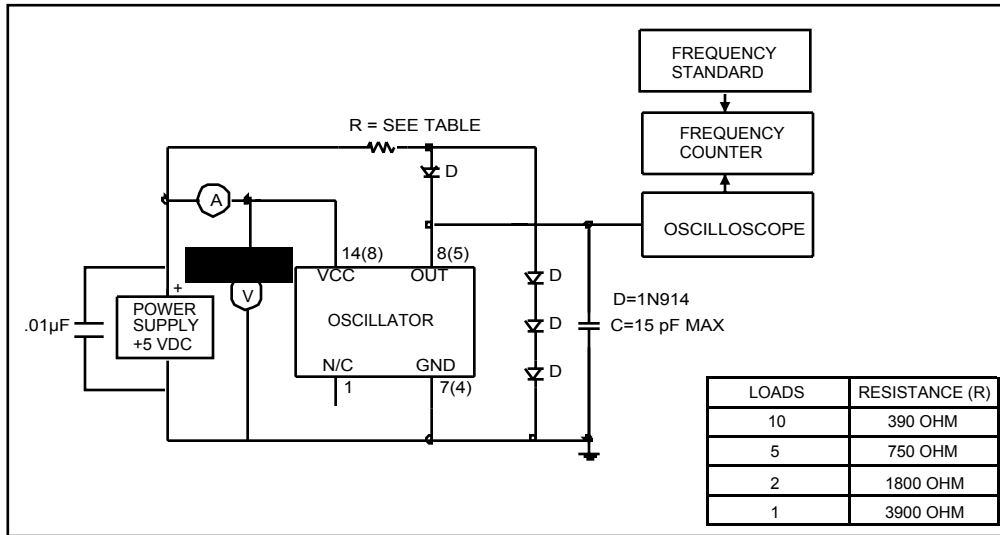 FREQUENCY
STANDARD
R = SEE TABLE
FREQUENCY
COUNTER
D
A
OSCILLOSCOPE
14(8)
8(5)
VCC
OUT
D
V
+
POWER
SUPPLY
+5 VDC
.01µF
OSCILLATOR
D
D=1N914
C=15 pF MAX
N/C
GND
D
1
7(4)
LOADS RESISTANCE (R)
10 390 OHM
5 750 OHM
2 1800 OHM
1 3900 OHM